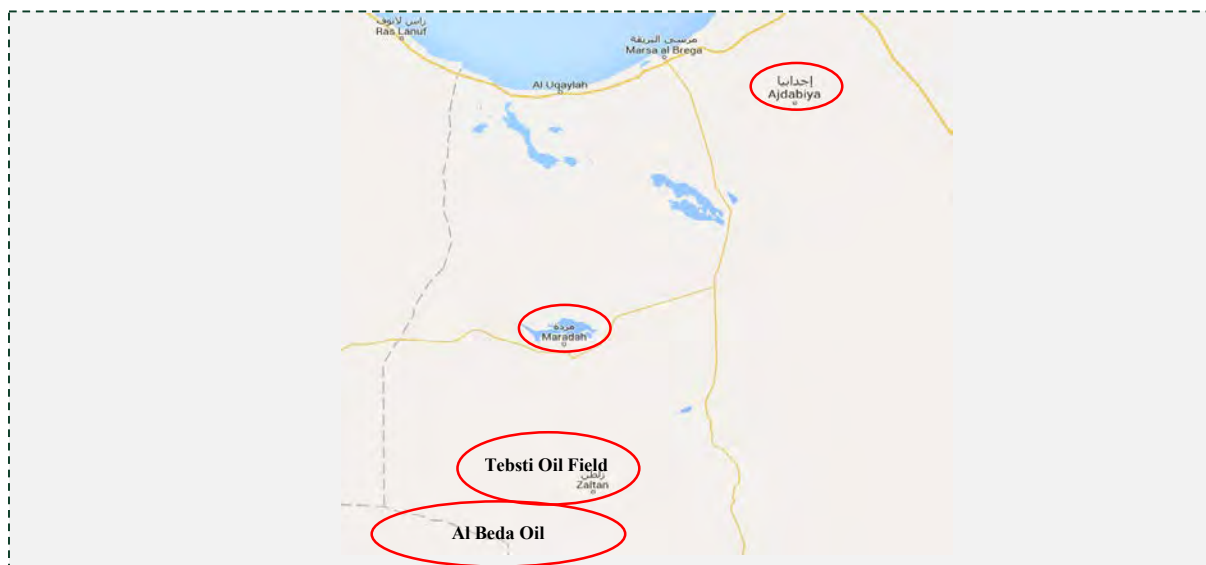 راس لانوف
Ras Lanuf
مرسى البريقة
Marsa al Brega
Al Uqaylah
إجدابيا
Ajdabiya
مردة
Maradah
Tebsti Oil Field
زلطن
Zaltan
Al Beda Oil